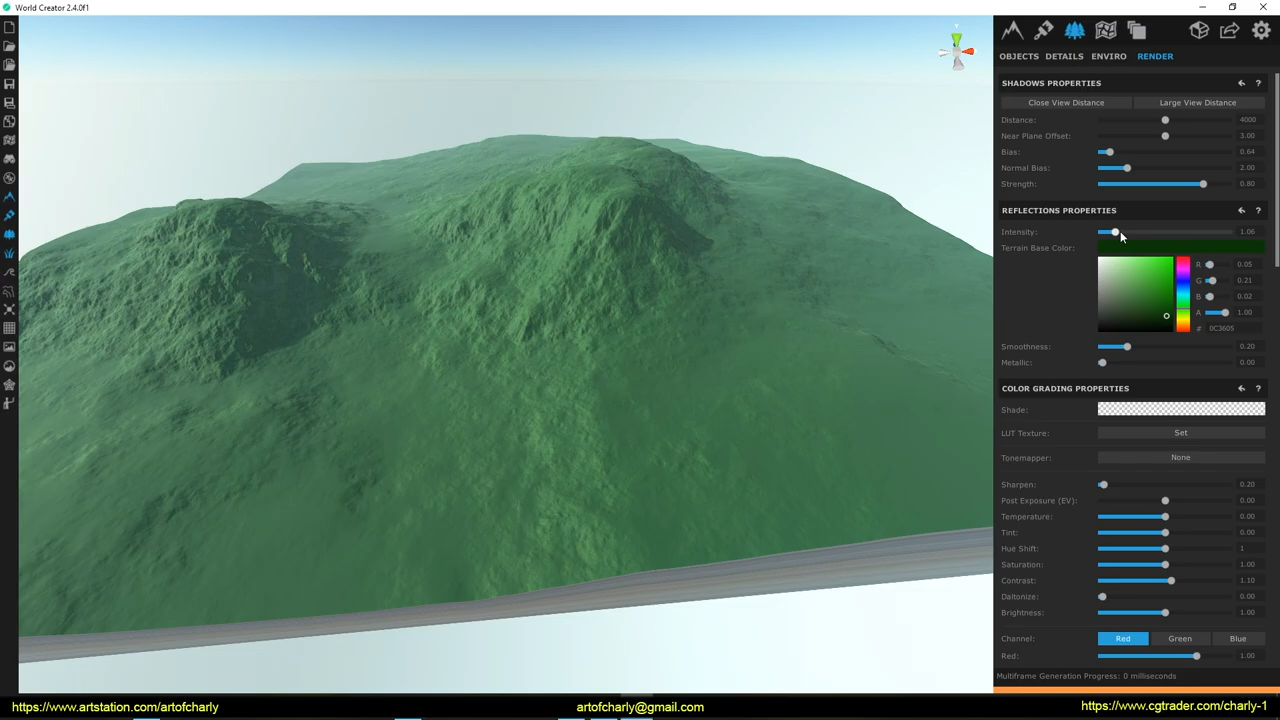 World Creator 2.4.0f1
OBJECTS DETAILS ENVIRO RENDER
SHADOWS PROPERTIES ?
Close View Distance Large View Distance
Distance: 4000
Near Plane Offset: 3.00
Bias: 0.64
Normal Bias: 2.00
Strength: 0.80
REFLECTIONS PROPERTIES ?
Intensity: 1.06
Terrain Base Color:
R 0.05
G 0.21
B 0.02
A 1.00
# 0C3605
Smoothness: 0.20
Metallic: 0.00
COLOR GRADING PROPERTIES ?
Shade:
LUT Texture: Set
Tonemapper: None
Sharpen: 0.20
Post Exposure (EV): 0.00
Temperature: 0.00
Tint: 0.00
Hue Shift: 1
Saturation: 1.00
Contrast: 1.10
Daltonize: 0.00
Brightness: 1.00
Channel: Red Green Blue
Red: 1.00
Multiframe Generation Progress: 0 milliseconds
https://www.artstation.com/artofcharly artofcharly@gmail.com https://www.cgtrader.com/charly-1